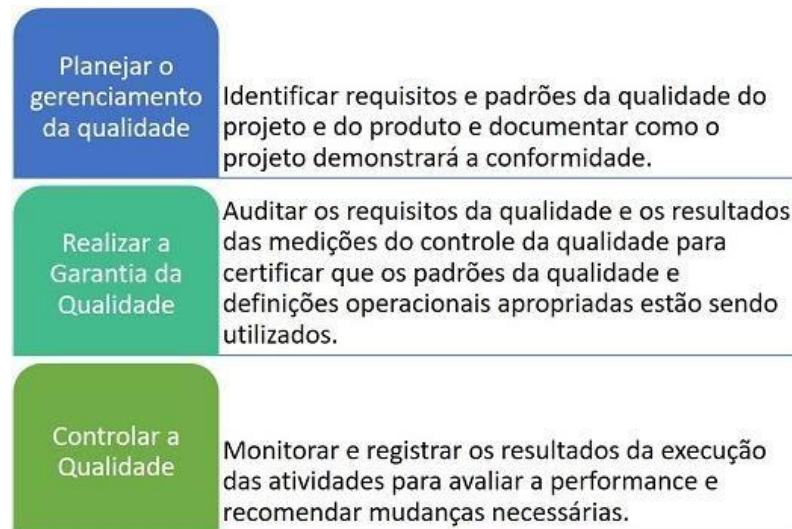 Planejar o
gerenciamento
da qualidade
Identificar requisitos e padrões da qualidade do
projeto e do produto e documentar como o
projeto demonstrará a conformidade.
Realizar a
Garantia da
Qualidade
Auditar os requisitos da qualidade e os resultados
das medições do controle da qualidade para
certificar que os padrões da qualidade e
definições operacionais apropriadas estão sendo
utilizados.
Controlar a
Qualidade
Monitorar e registrar os resultados da execução
das atividades para avaliar a performance e
recomendar mudanças necessárias.